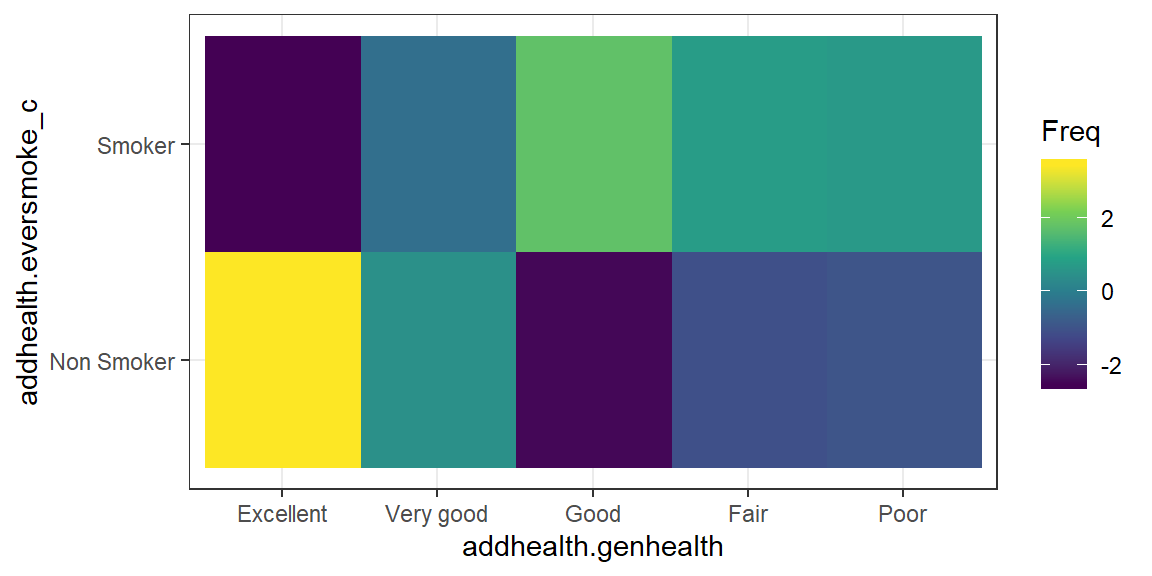 addhealth.eversmoke_c
Smoker
Non Smoker
Excellent
Very good
Good
Fair
Poor
addhealth.genhealth
Freq
2
0
-2